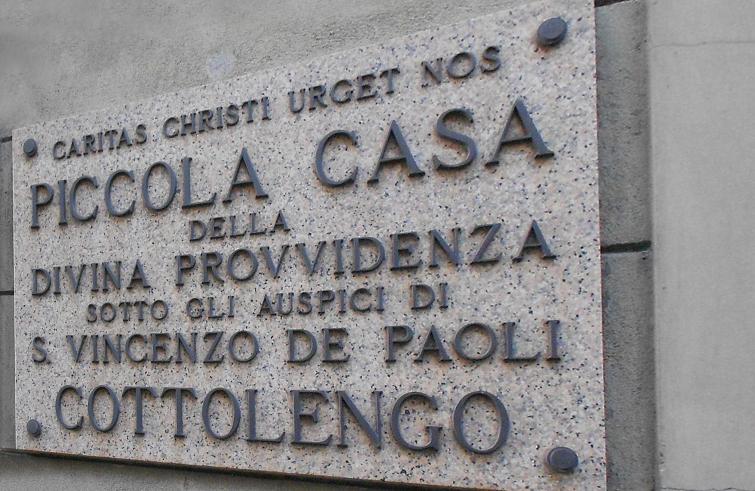 CARITAS CHRISTI URGET NOS
PICCOLA CASA
DELLA
DIVINA PROVVIDENZA
SOTTO GLI AUSPICI DI
S. VINCENZO DE PAOLI
COTTOLENGO